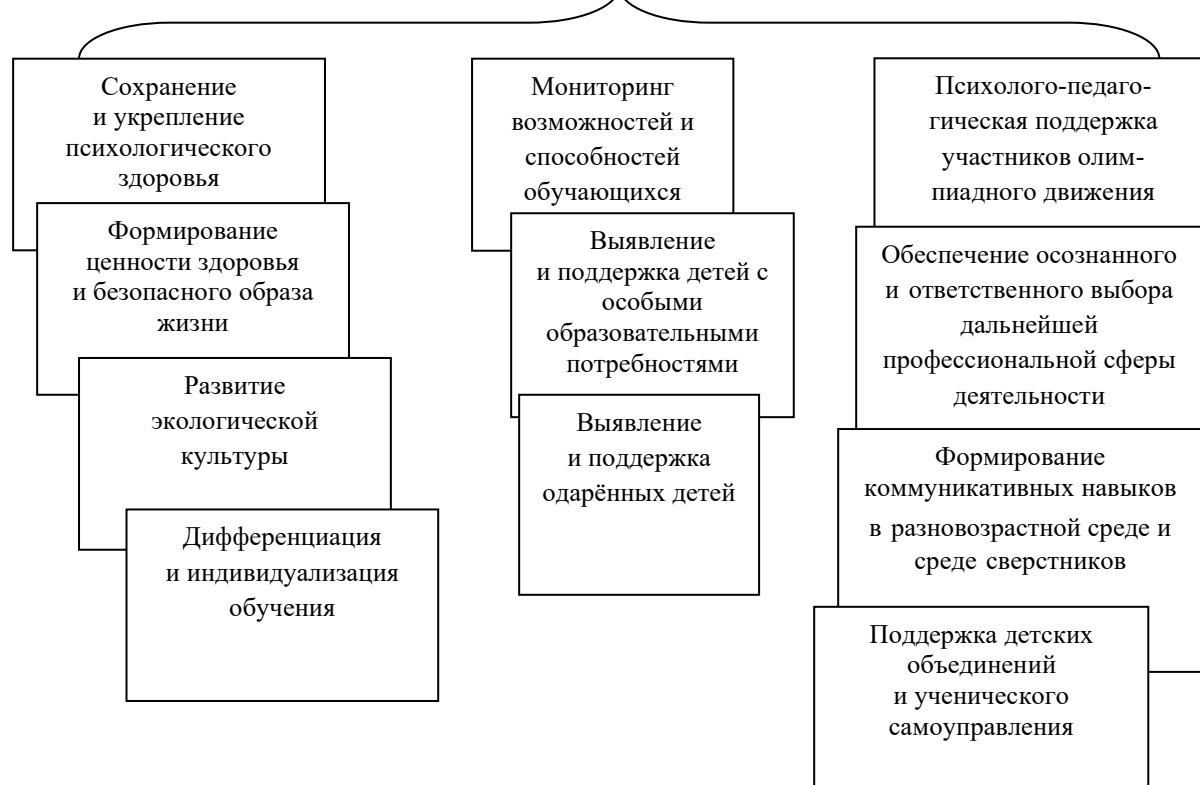 Сохранение
и укрепление
психологического
здоровья
Формирование
ценности здоровья
и безопасного образа
жизни
Развитие
экологической
культуры
Дифференциация
и индивидуализация
обучения
Мониторинг
возможностей и
способностей
обучающихся
Выявление
и поддержка детей с
особыми
образовательными
потребностями
Выявление
и поддержка
одарённых детей
Психолого-педаго-
гическая поддержка
участников олим-
пиадного движения
Обеспечение осознанного
и ответственного выбора
дальнейшей
профессиональной сферы
деятельности
Формирование
коммуникативных навыков
в разновозрастной среде и
среде сверстников
Поддержка детских
объединений
и ученического
самоуправления